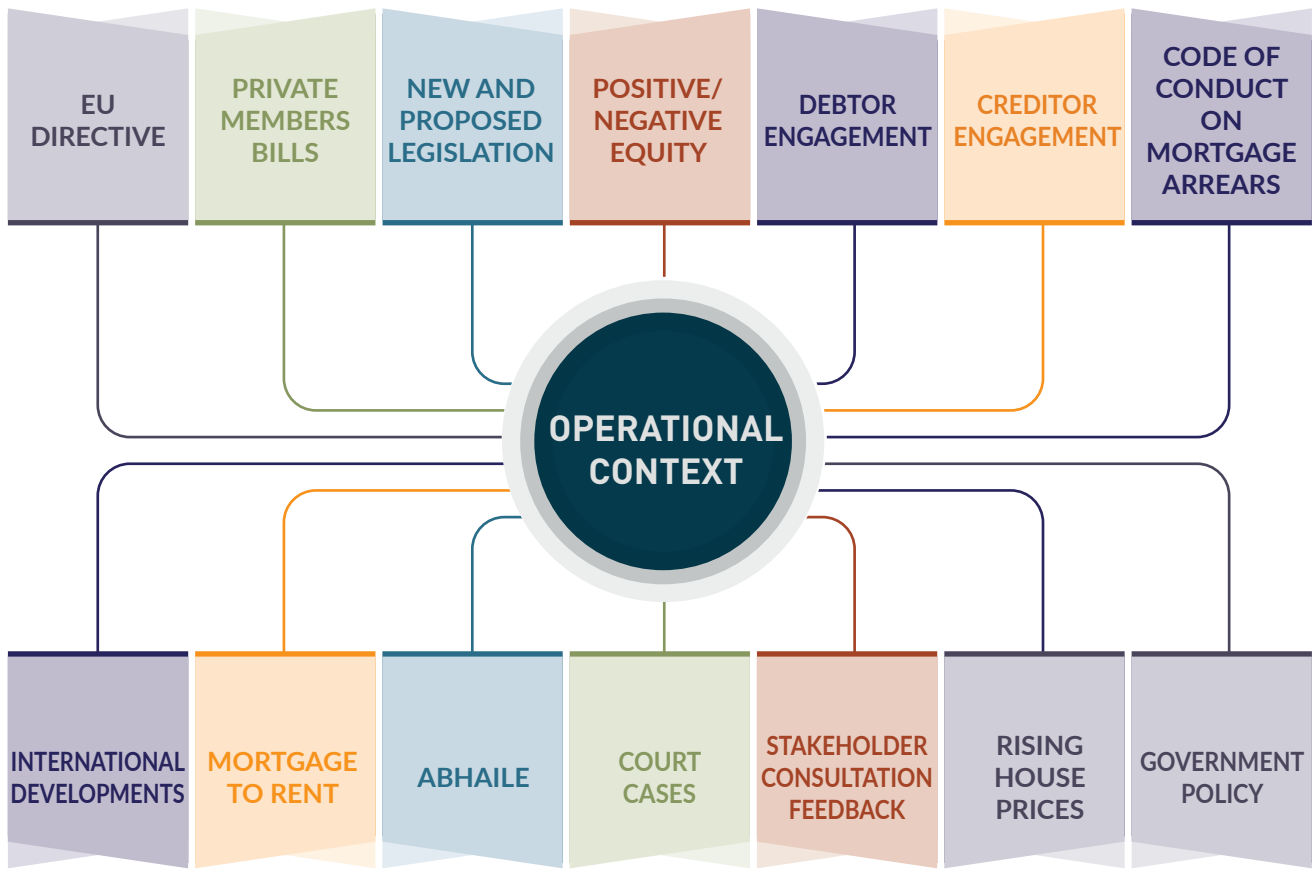 EU
DIRECTIVE
PRIVATE
MEMBERS
BILLS
NEW AND
PROPOSED
LEGISLATION
POSITIVE/
NEGATIVE
EQUITY
DEBTOR
ENGAGEMENT
CREDITOR
ENGAGEMENT
CODE OF
CONDUCT
ON
MORTGAGE
ARREARS
OPERATIONAL
CONTEXT
INTERNATIONAL
DEVELOPMENTS
MORTGAGE
TO RENT
ABHAILE
COURT
CASES
STAKEHOLDER
CONSULTATION
FEEDBACK
RISING
HOUSE
PRICES
GOVERNMENT
POLICY